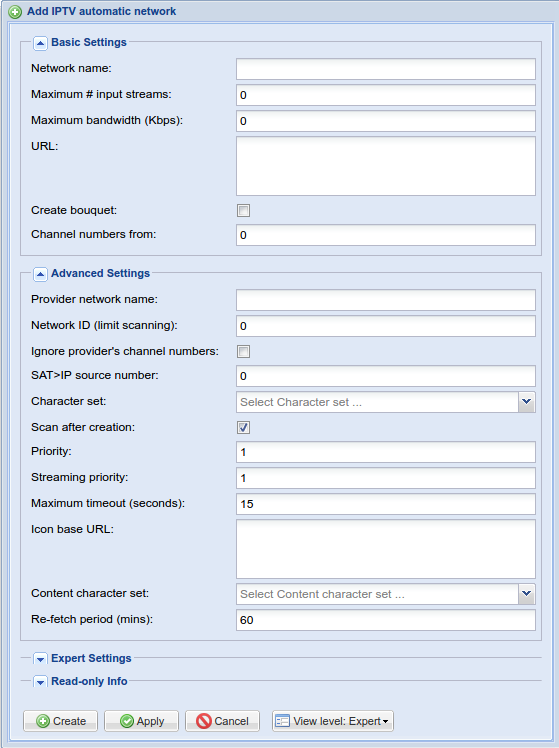 Add IPTV automatic network
Basic Settings
Network name:
Maximum # input streams: 0
Maximum bandwidth (Kbps): 0
URL:
Create bouquet:
Channel numbers from: 0
Advanced Settings
Provider network name:
Network ID (limit scanning): 0
Ignore provider's channel numbers:
SAT>IP source number: 0
Character set: Select Character set ...
Scan after creation:
Priority: 1
Streaming priority: 1
Maximum timeout (seconds): 15
Icon base URL:
Content character set: Select Content character set ...
Re-fetch period (mins): 60
Expert Settings
Read-only Info
Create Apply Cancel View level: Expert